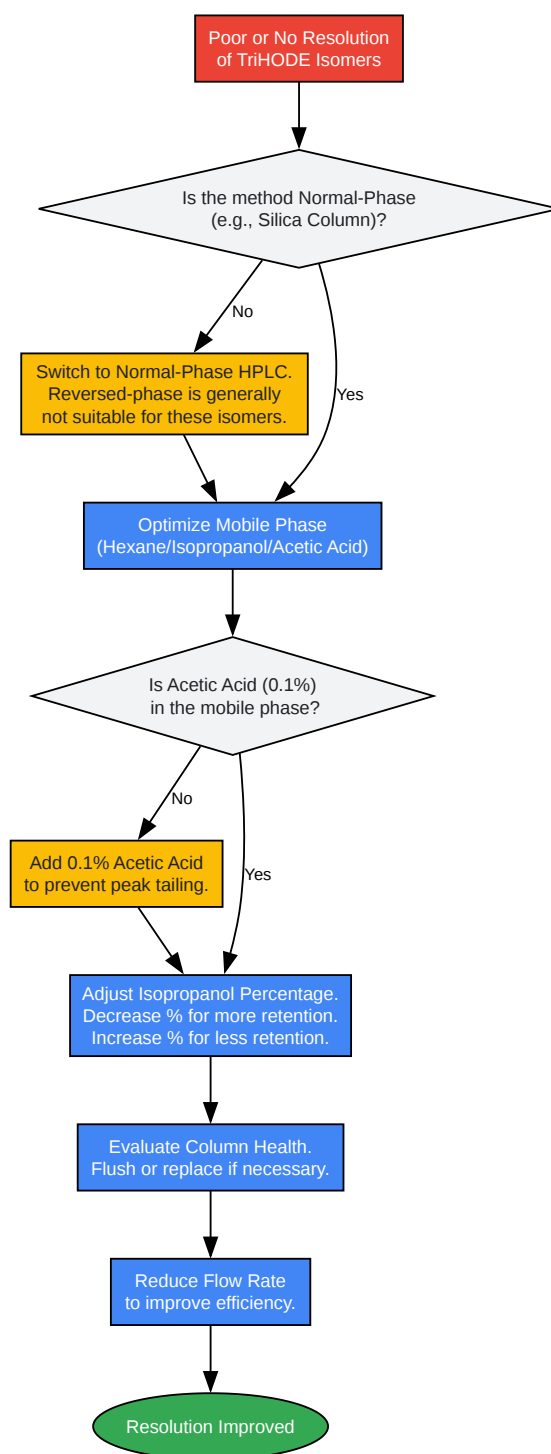 Poor or No Resolution
of TriHODE Isomers
Is the method Normal-Phase
(e.g., Silica Column)?
No
Switch to Normal-Phase HPLC.
Reversed-phase is generally
not suitable for these isomers.
Yes
Optimize Mobile Phase
(Hexane/Isopropanol/Acetic Acid)
Is Acetic Acid (0.1%)
in the mobile phase?
No
Add 0.1% Acetic Acid
to prevent peak tailing.
Yes
Adjust Isopropanol Percentage.
Decrease % for more retention.
Increase % for less retention.
Evaluate Column Health.
Flush or replace if necessary.
Reduce Flow Rate
to improve efficiency.
Resolution Improved